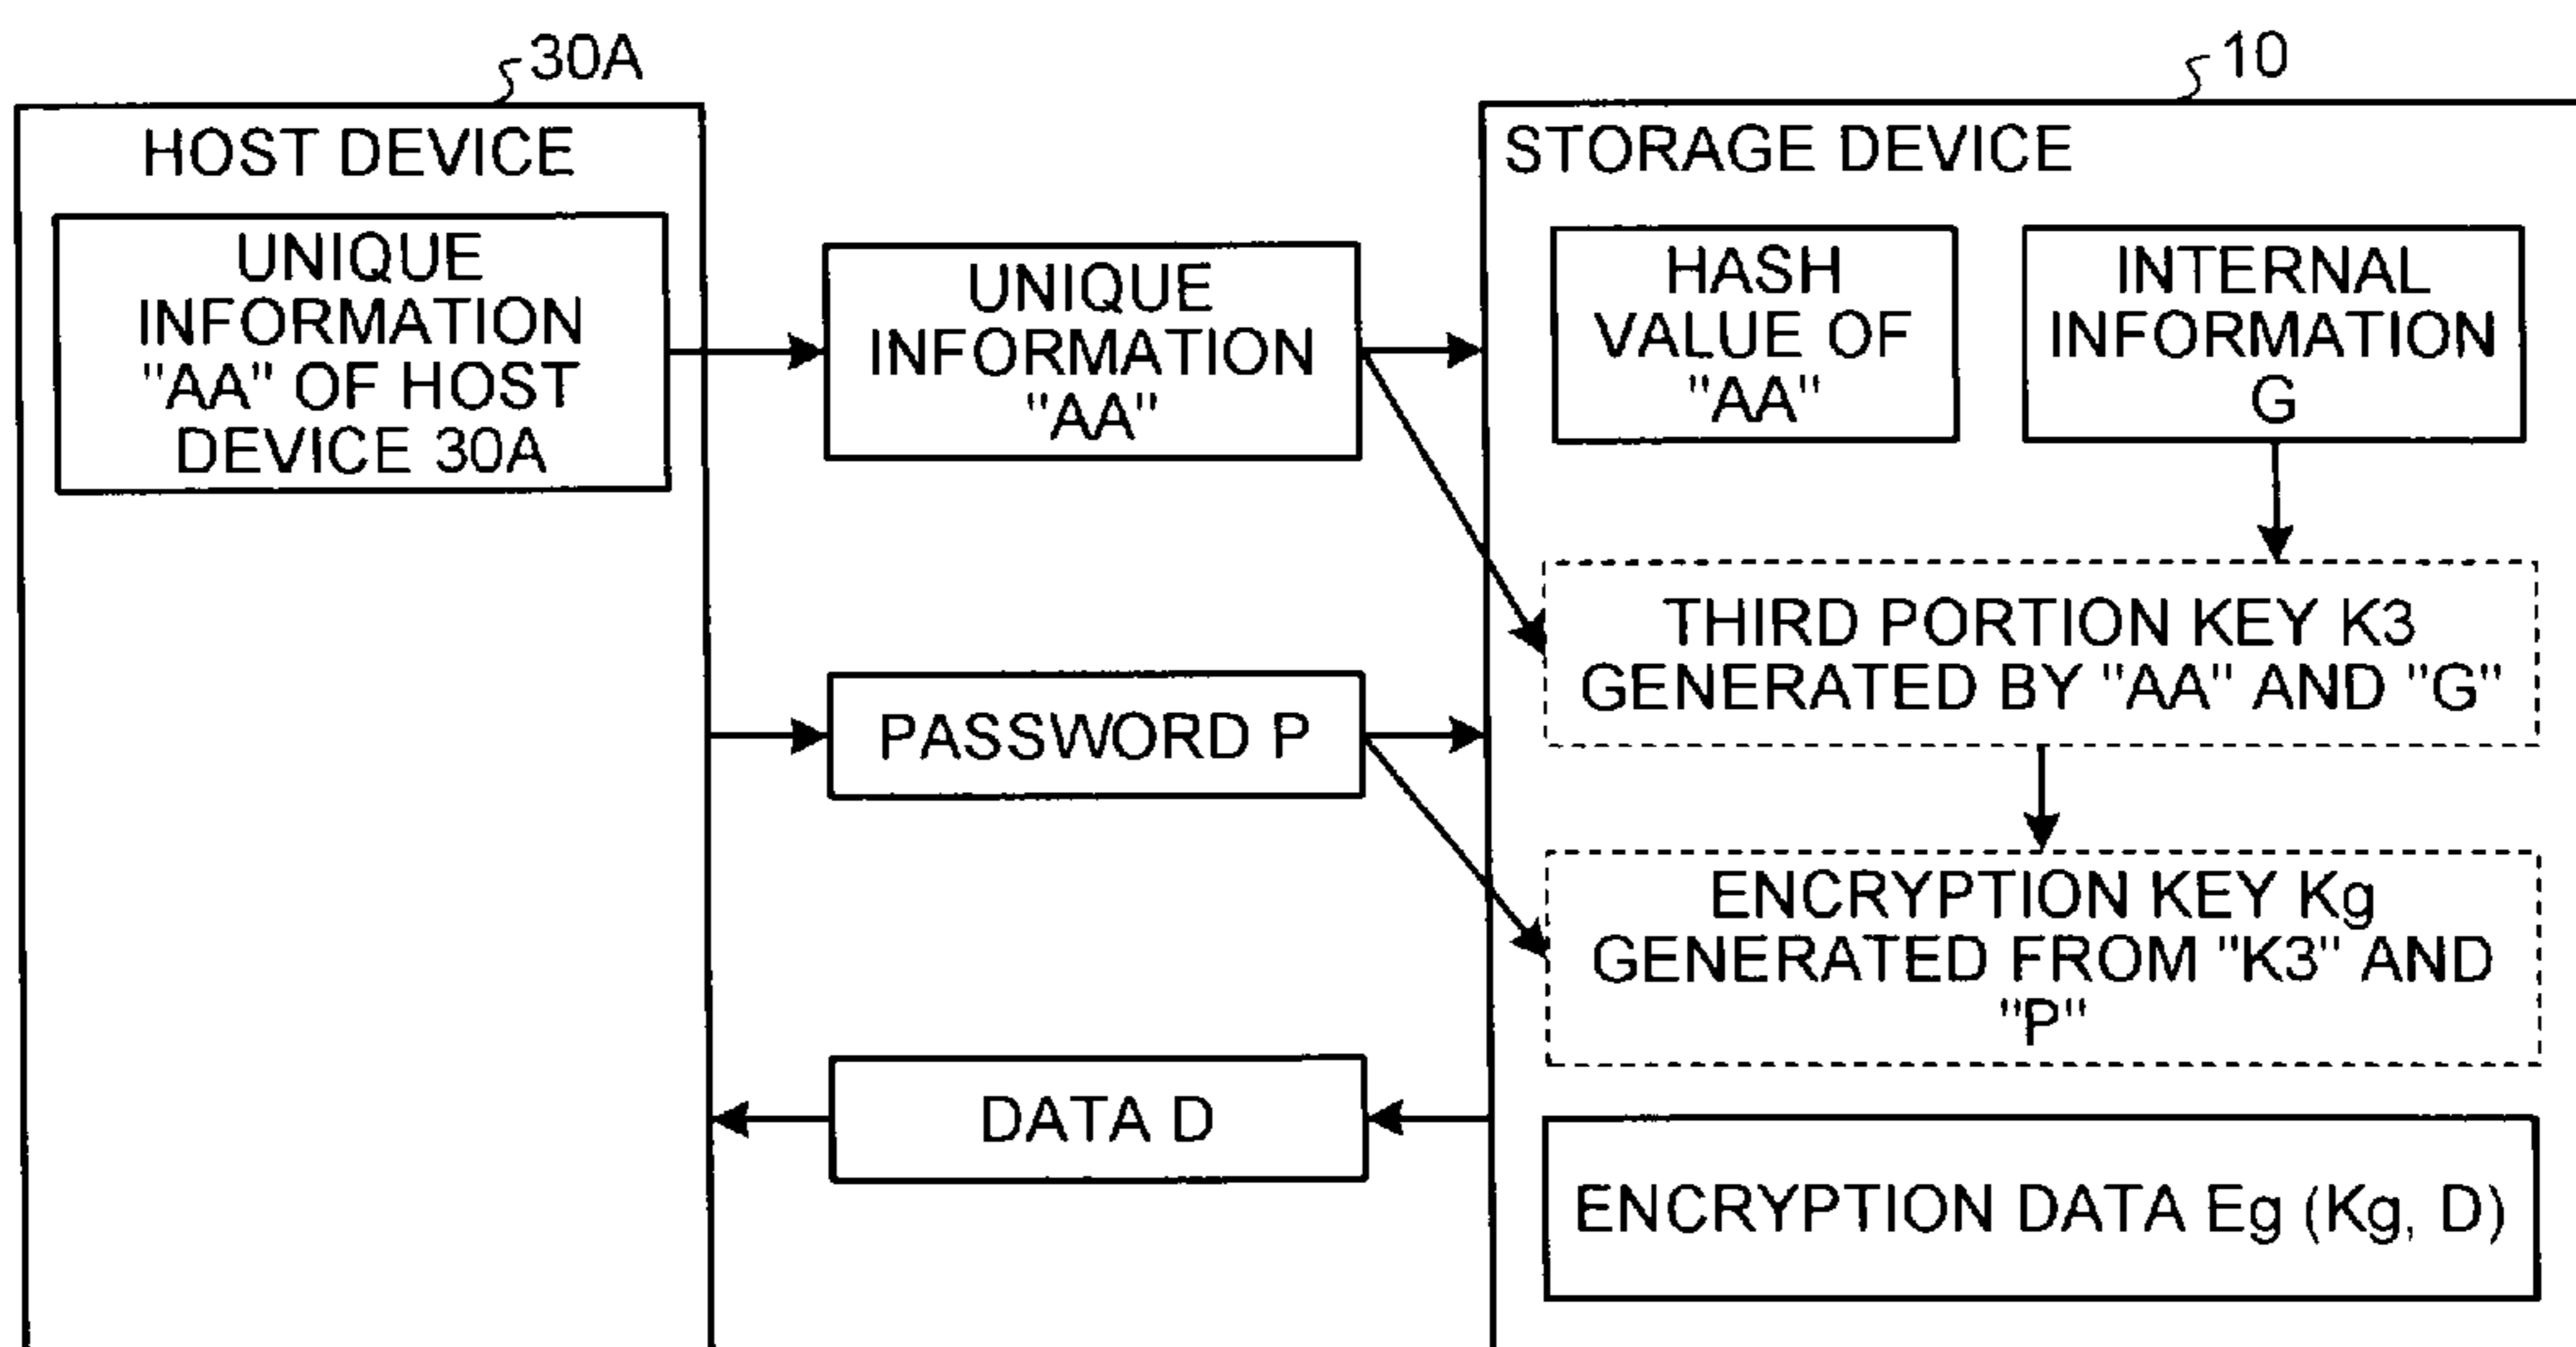 30A
10
HOST DEVICE
UNIQUE
INFORMATION
"AA" OF HOST
DEVICE 30A
UNIQUE
INFORMATION
"AA"
PASSWORD P
DATA D
STORAGE DEVICE
HASH
VALUE OF
"AA"
INTERNAL
INFORMATION
G
THIRD PORTION KEY K3
GENERATED BY "AA" AND "G"
ENCRYPTION KEY Kg
GENERATED FROM "K3" AND
"P"
ENCRYPTION DATA Eg (Kg, D)